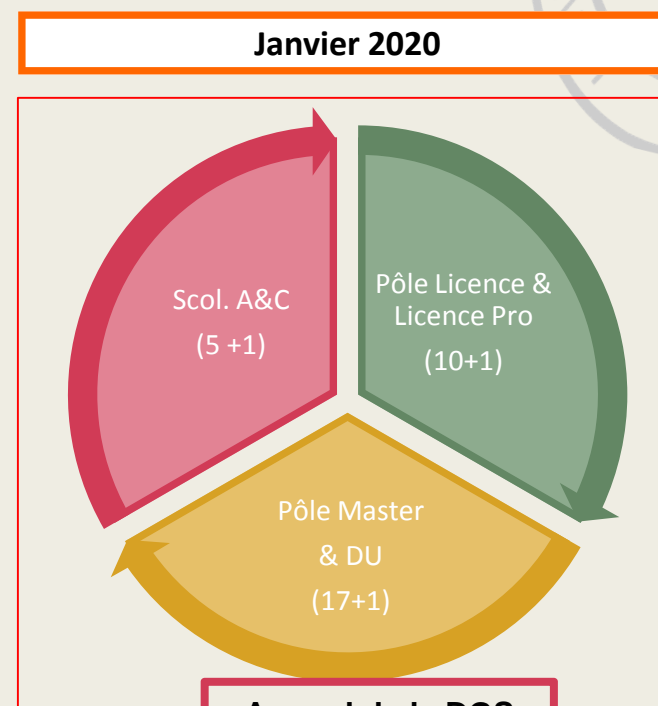 Janvier 2020
Scol. A&C
(5 +1)
Pôle Licence &
Licence Pro
(10+1)
Pôle Master
& DU
(17+1)